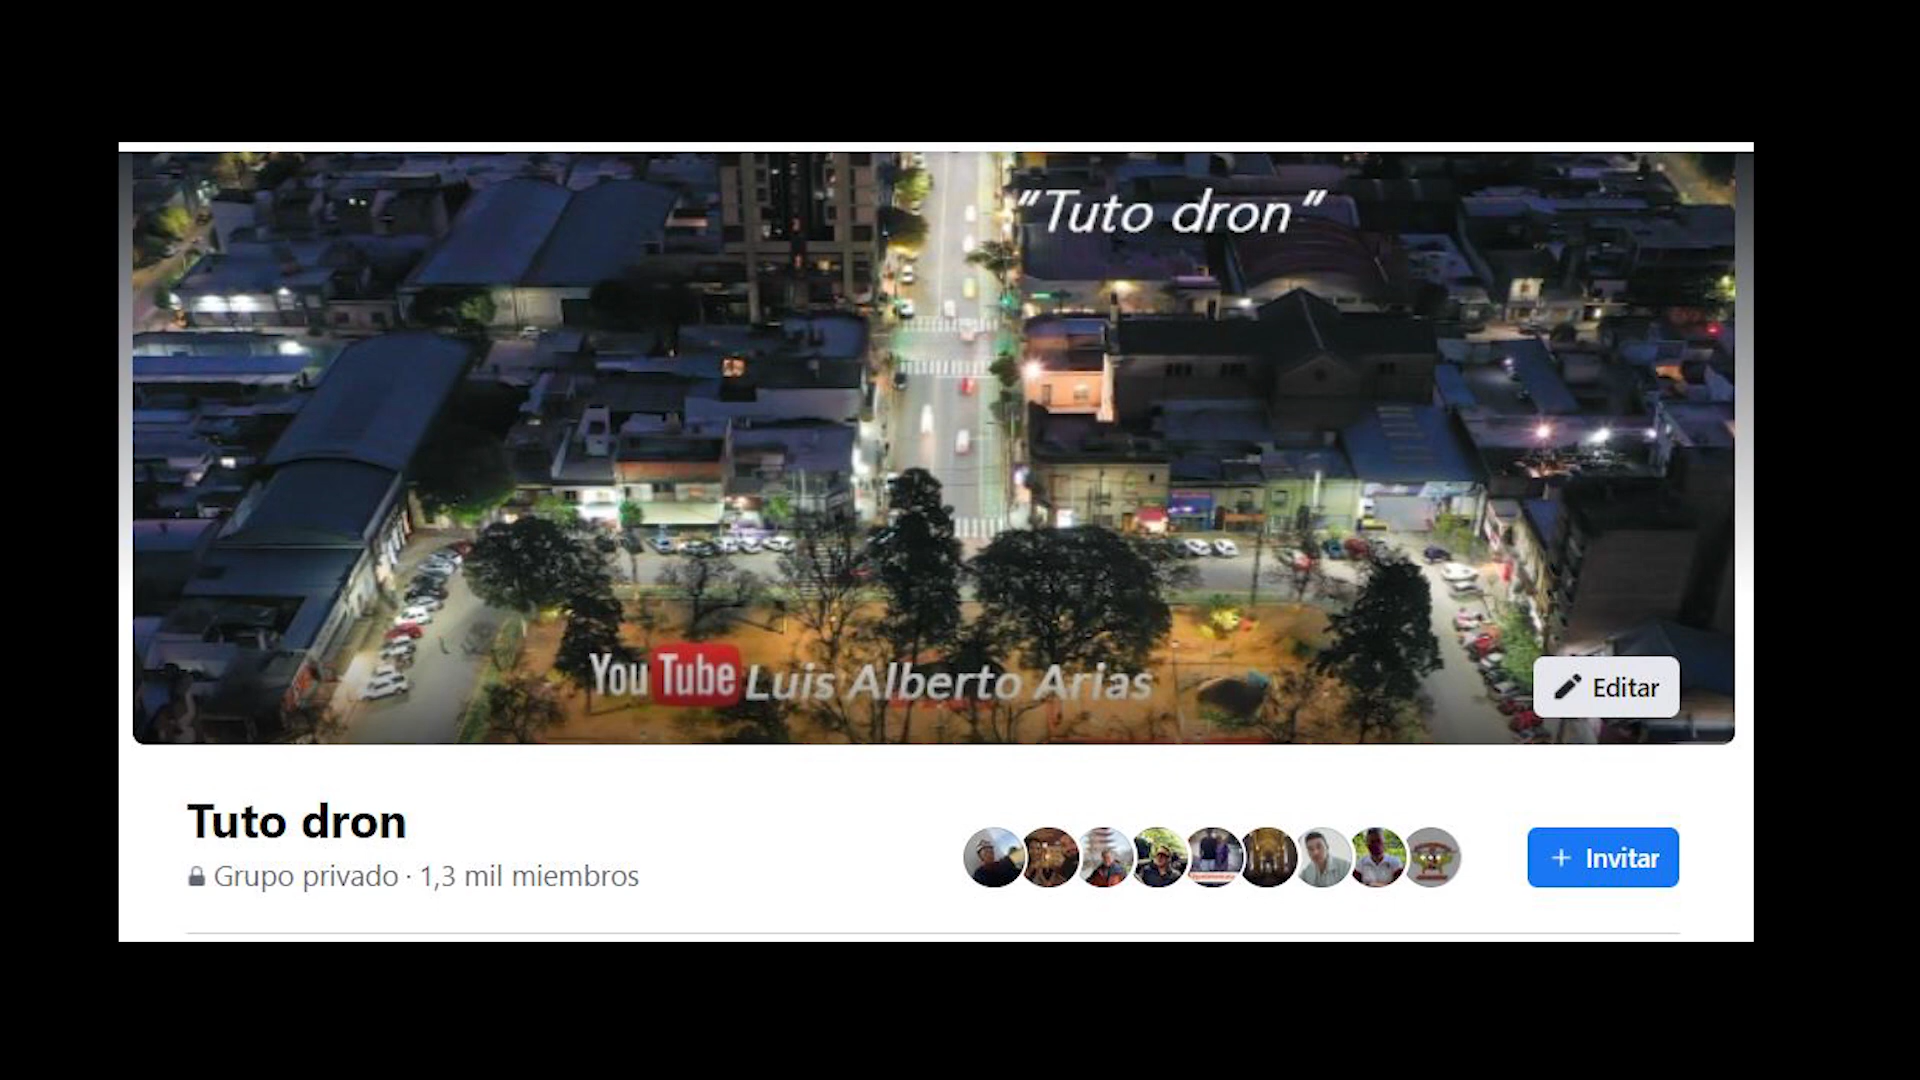 “Tuto dron”
YouTube Luis Alberto Arias
Editar
Tuto dron
Grupo privado · 1,3 mil miembros
+ Invitar